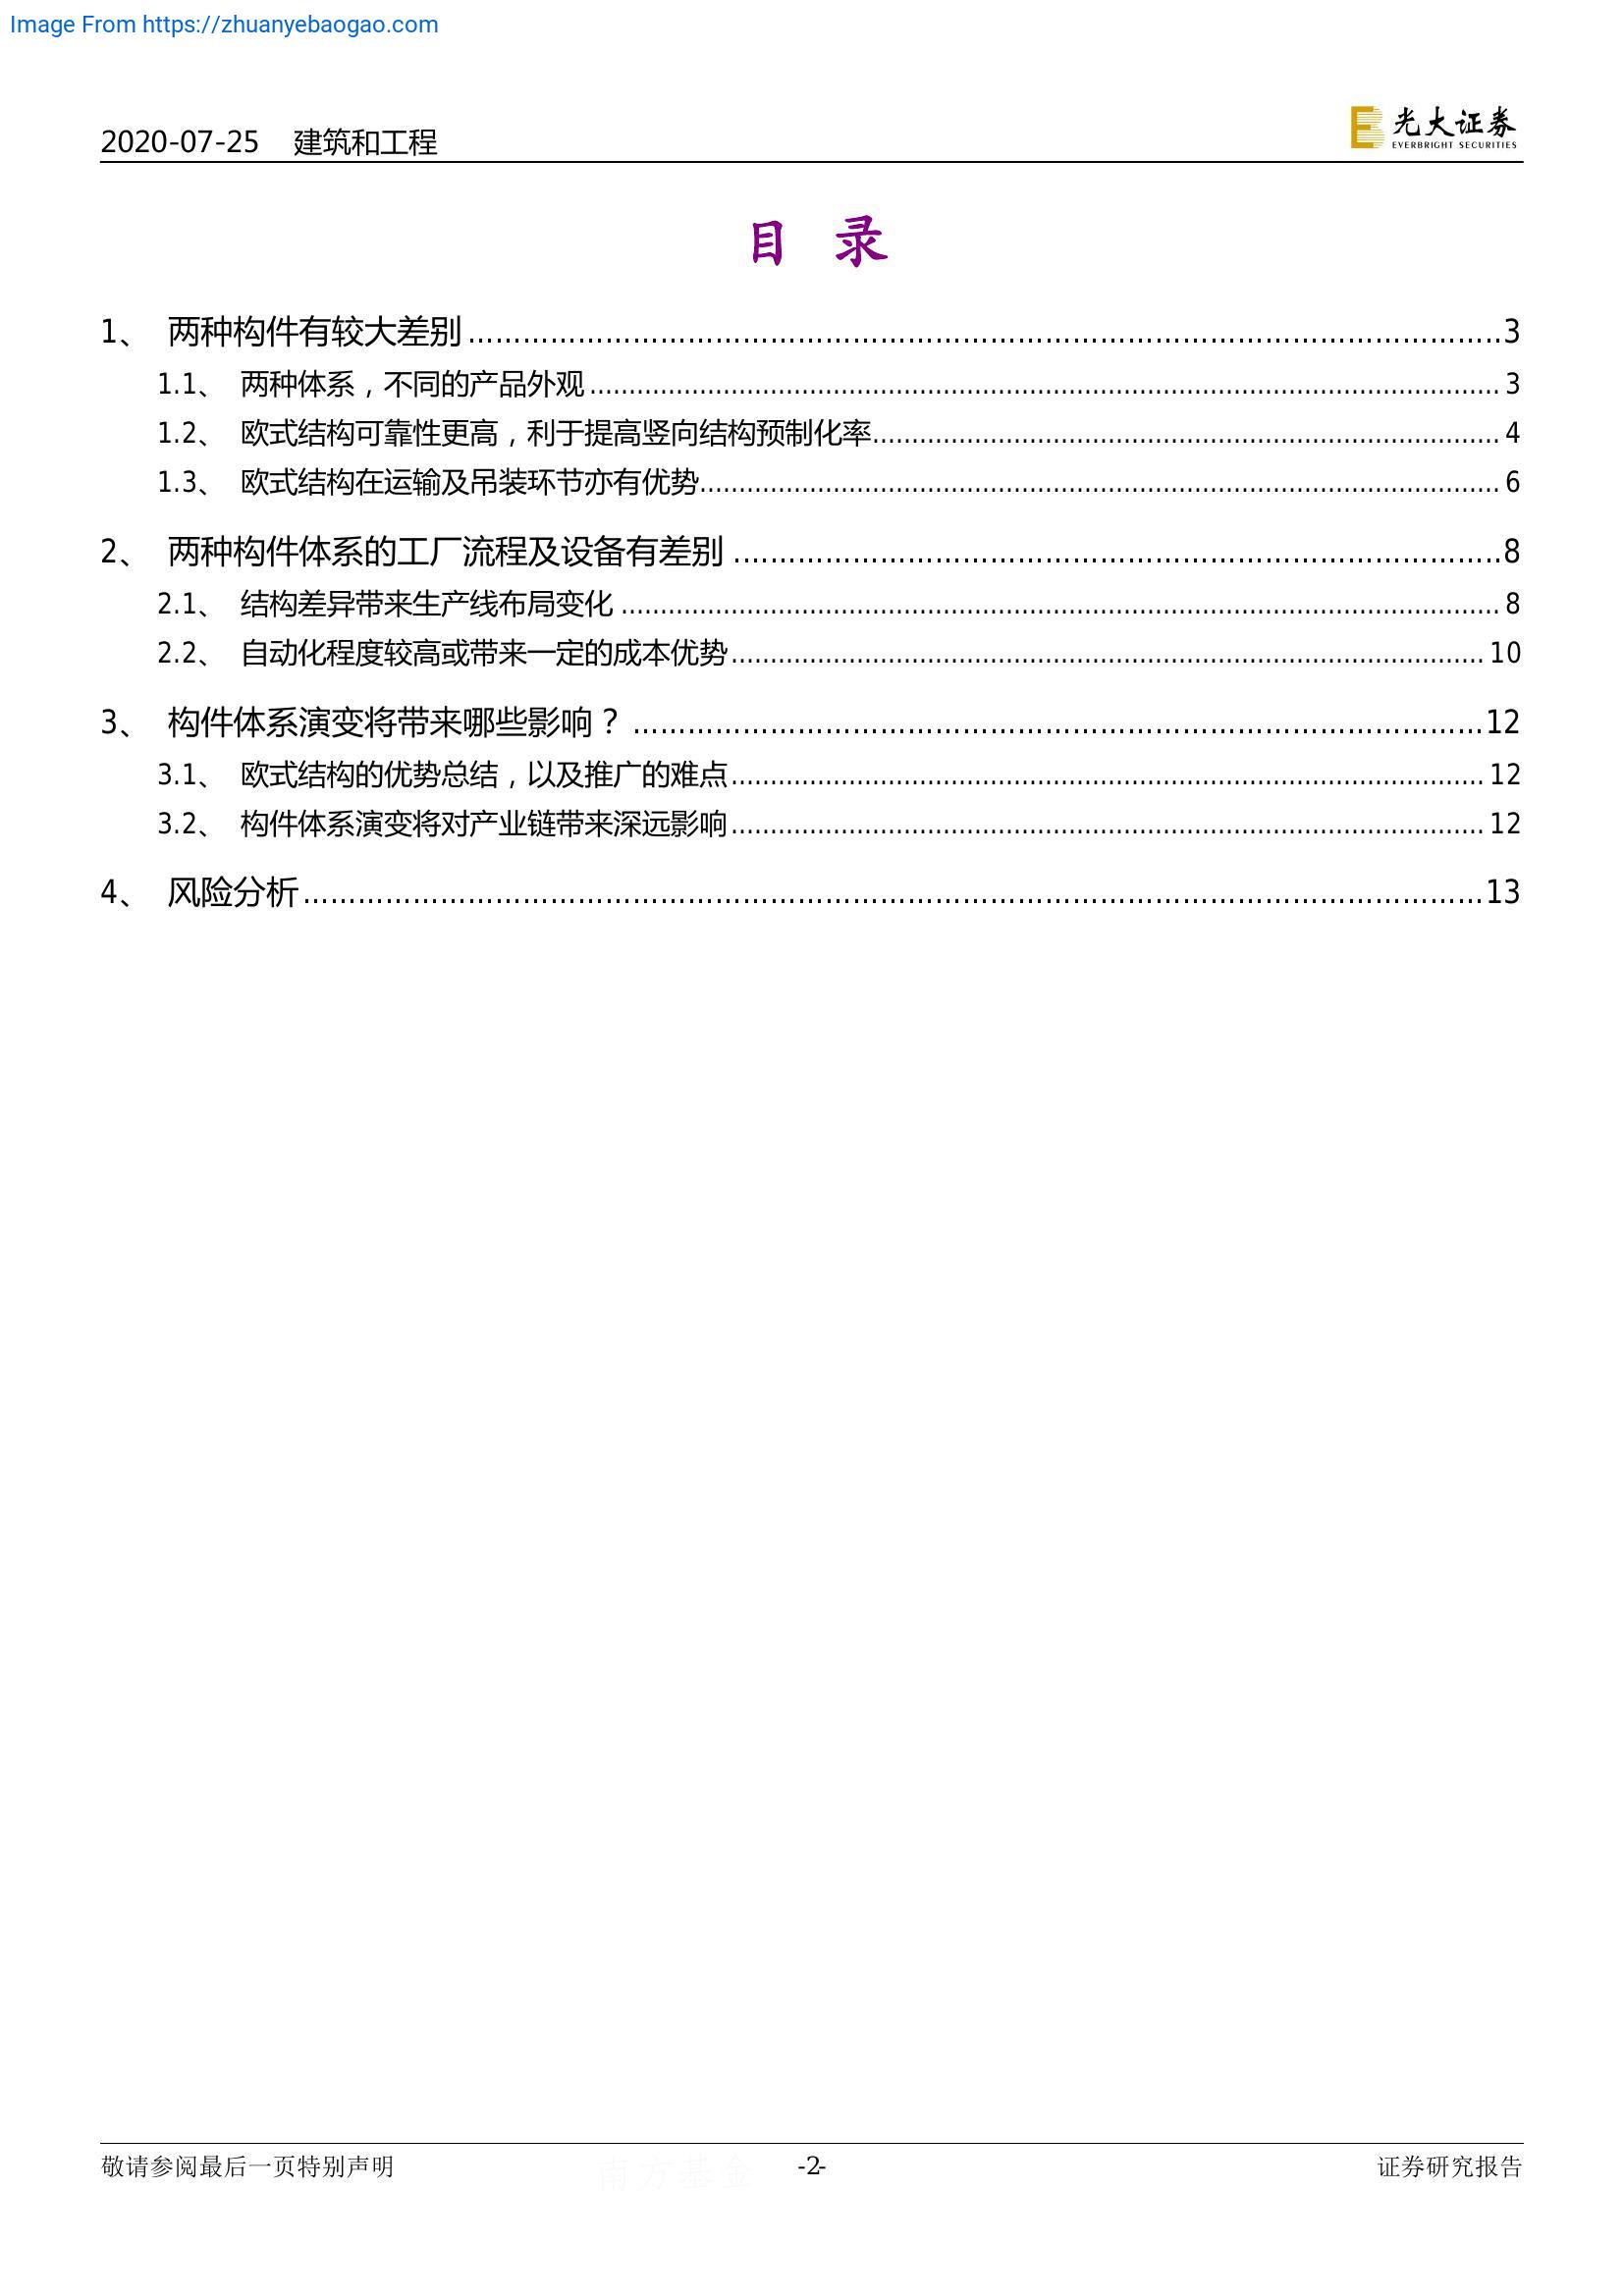 Image From https://zhuanyebaogao.com
2020-07-25 建筑和工程
光大证券
EVERBRIGHT SECURITIES
目 录
1、 两种构件有较大差别 3
1.1、 两种体系，不同的产品外观 3
1.2、 欧式结构可靠性更高，利于提高竖向结构预制化率 4
1.3、 欧式结构在运输及吊装环节亦有优势 6
2、 两种构件体系的工厂流程及设备有差别 8
2.1、 结构差异带来生产线布局变化 8
2.2、 自动化程度较高或带来一定的成本优势 10
3、 构件体系演变将带来哪些影响？ 12
3.1、 欧式结构的优势总结，以及推广的难点 12
3.2、 构件体系演变将对产业链带来深远影响 12
4、 风险分析 13
敬请参阅最后一页特别声明 南方基金 -2- 证券研究报告